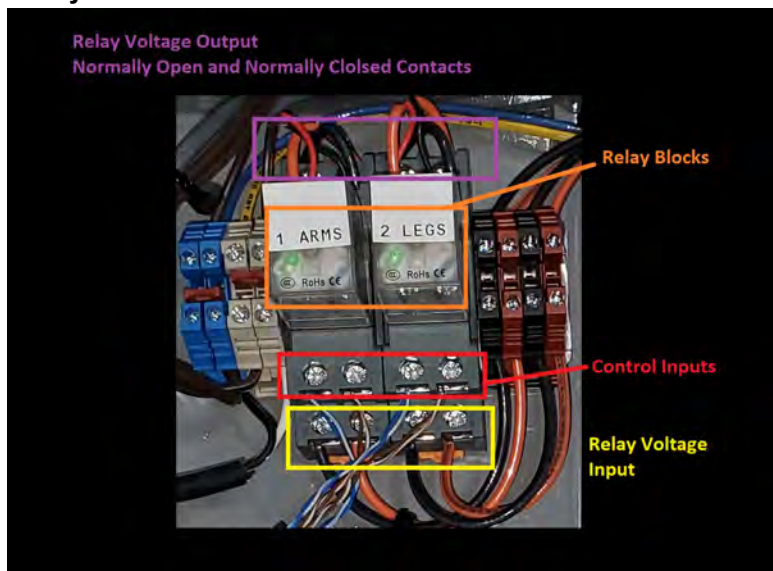 Relay Voltage Output
Normally Open and Normally Clolsed Contacts
Relay Blocks
1 ARMS
2 LEGS
RoHs CE
RoHs CE
Control Inputs
Relay Voltage
Input